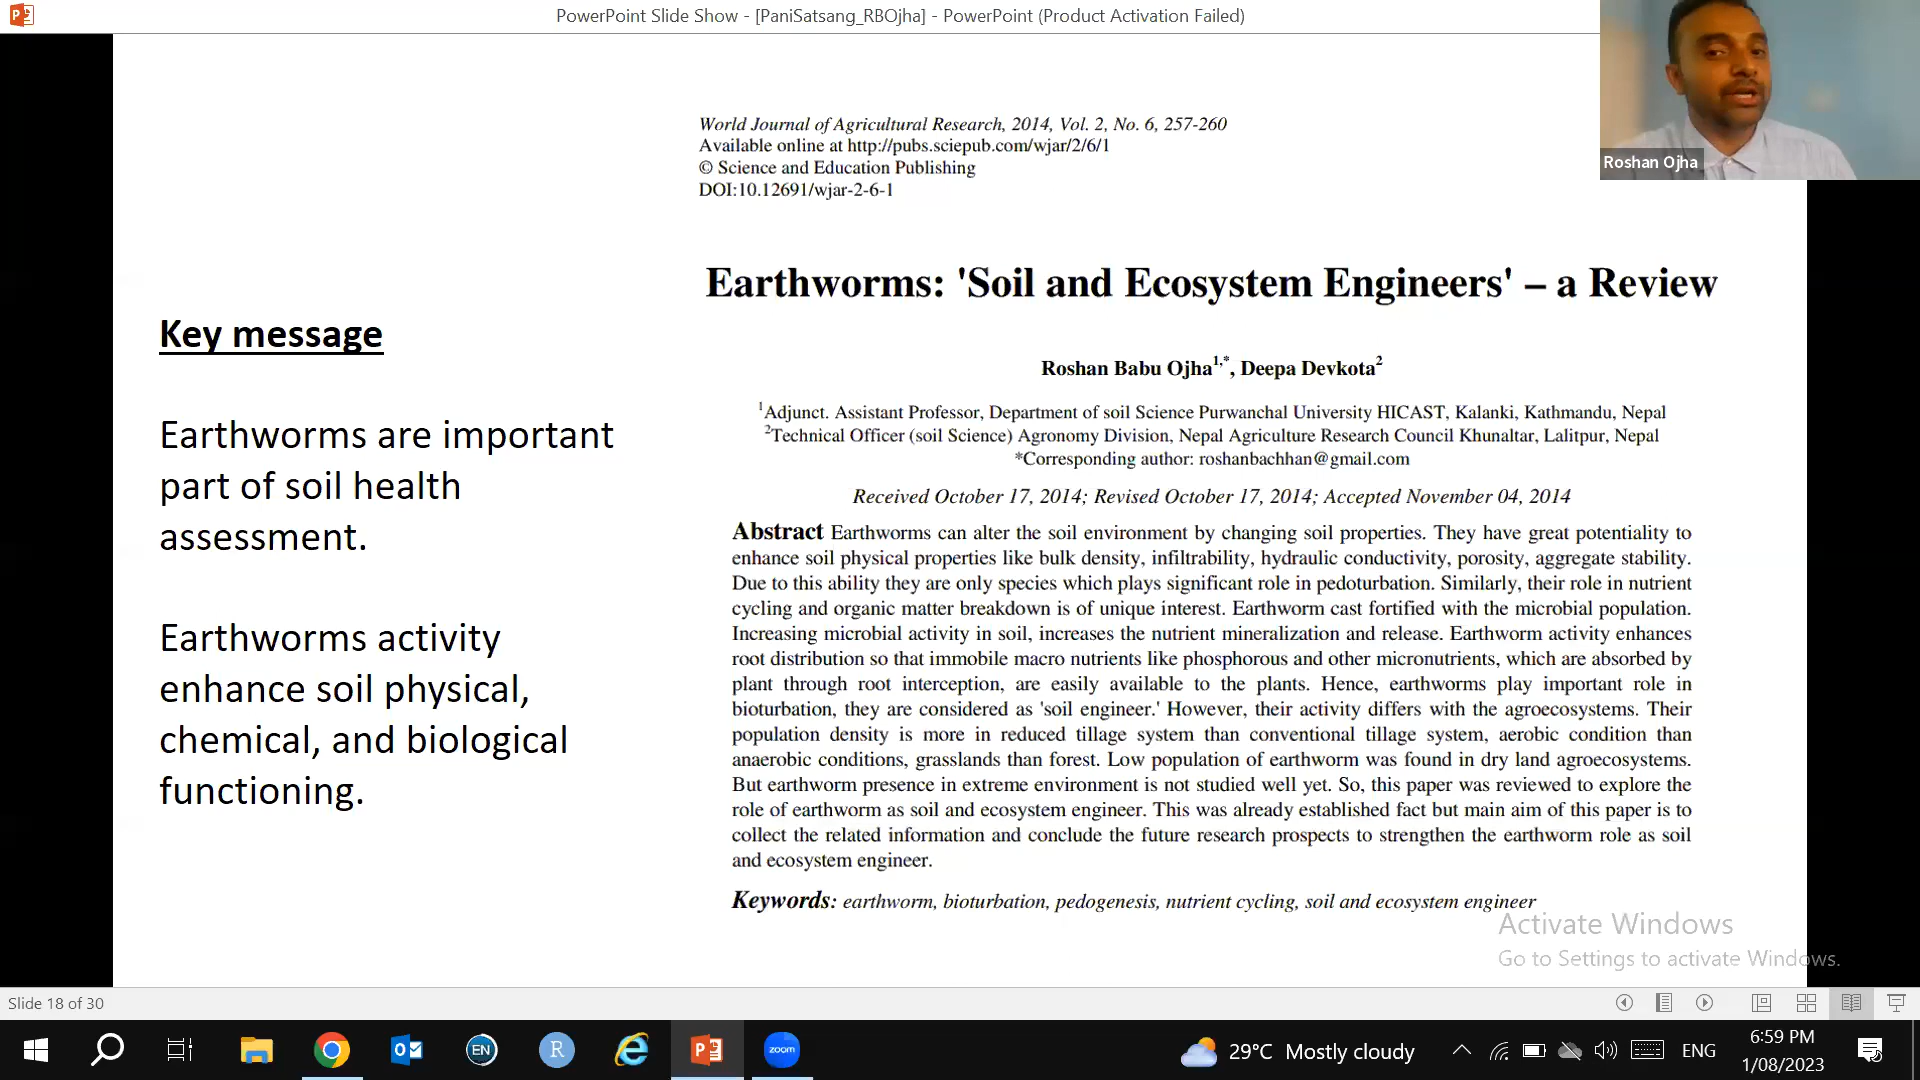 PowerPoint Slide Show - [PaniSatsang_RBOjha] - PowerPoint (Product Activation Failed)
Roshan Ojha
World Journal of Agricultural Research, 2014, Vol. 2, No. 6, 257-260
Available online at http://pubs.sciepub.com/wjar/2/6/1
© Science and Education Publishing
DOI:10.12691/wjar-2-6-1
Earthworms: 'Soil and Ecosystem Engineers' – a Review
Roshan Babu Ojha1,*, Deepa Devkota2
1Adjunct. Assistant Professor, Department of soil Science Purwanchal University HICAST, Kalanki, Kathmandu, Nepal
2Technical Officer (soil Science) Agronomy Division, Nepal Agriculture Research Council Khunaltar, Lalitpur, Nepal
*Corresponding author: roshanbachhan@gmail.com
Received October 17, 2014; Revised October 17, 2014; Accepted November 04, 2014
Abstract Earthworms can alter the soil environment by changing soil properties. They have great potentiality to
enhance soil physical properties like bulk density, infiltrability, hydraulic conductivity, porosity, aggregate stability.
Due to this ability they are only species which plays significant role in pedoturbation. Similarly, their role in nutrient
cycling and organic matter breakdown is of unique interest. Earthworm cast fortified with the microbial population.
Increasing microbial activity in soil, increases the nutrient mineralization and release. Earthworm activity enhances
root distribution so that immobile macro nutrients like phosphorous and other micronutrients, which are absorbed by
plant through root interception, are easily available to the plants. Hence, earthworms play important role in
bioturbation, they are considered as 'soil engineer.' However, their activity differs with the agroecosystems. Their
population density is more in reduced tillage system than conventional tillage system, aerobic condition than
anaerobic conditions, grasslands than forest. Low population of earthworm was found in dry land agroecosystems.
But earthworm presence in extreme environment is not studied well yet. So, this paper was reviewed to explore the
role of earthworm as soil and ecosystem engineer. This was already established fact but main aim of this paper is to
collect the related information and conclude the future research prospects to strengthen the earthworm role as soil
and ecosystem engineer.
Keywords: earthworm, bioturbation, pedogenesis, nutrient cycling, soil and ecosystem engineer
Key message
Earthworms are important
part of soil health
assessment.
Earthworms activity
enhance soil physical,
chemical, and biological
functioning.
Activate Windows
Go to Settings to activate Windows.
Slide 18 of 30
EN
R
zoom
29°C Mostly cloudy
ENG
6:59 PM
1/08/2023